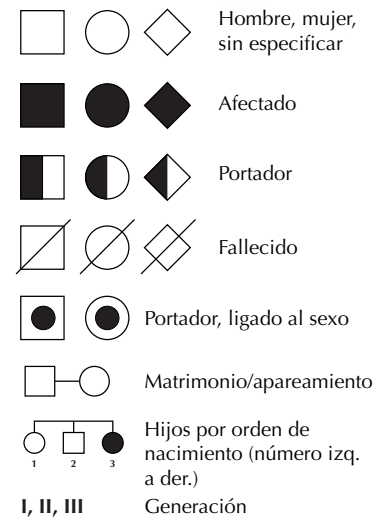 Hombre, mujer,
sin especificar
Afectado
Portador
Fallecido
Portador, ligado al sexo
Matrimonio/apareamiento
Hijos por orden de
nacimiento (número izq.
a der.)
1 2 3
I, II, III Generación